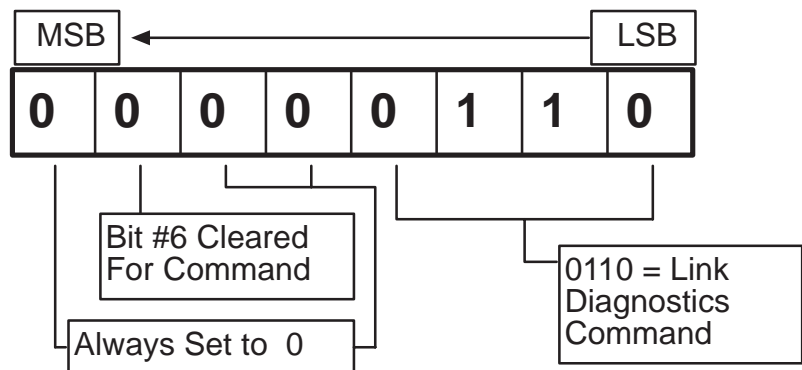 MSB LSB
0 0 0 0 0 1 1 0
Bit #6 Cleared
For Command
0110 = Link
Diagnostics
Command
Always Set to 0